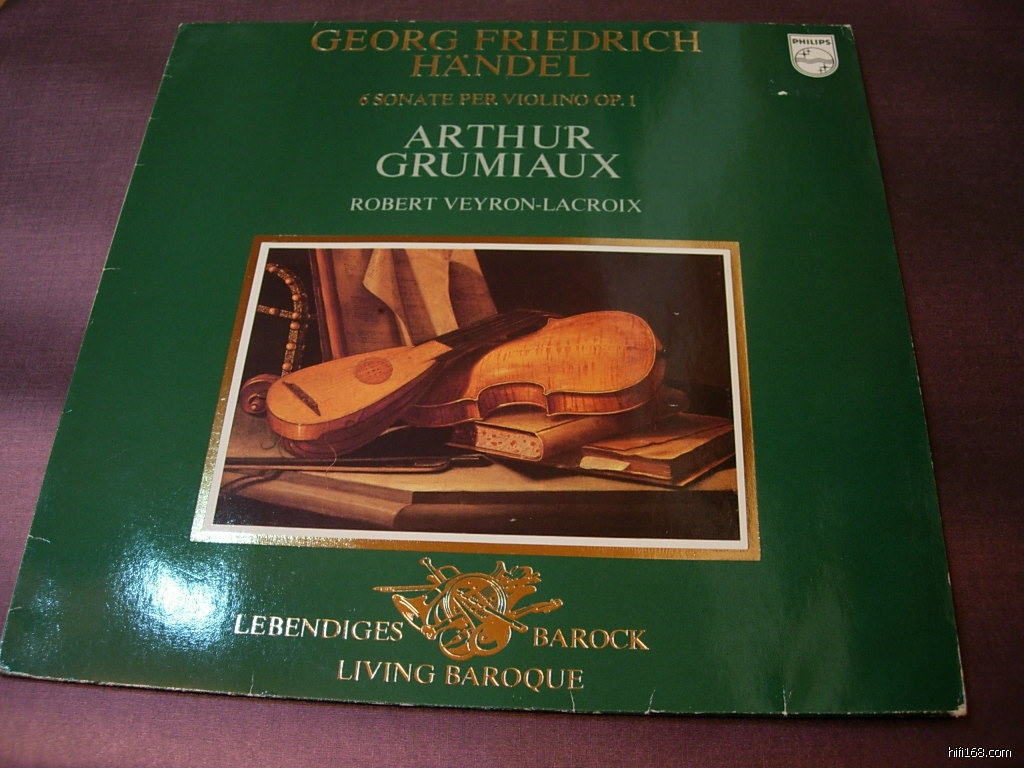 GEORG FRIEDRICH
HÄNDEL
6 SONATE PER VIOLINO OP. 1
ARTHUR
GRUMIAUX
ROBERT VEYRON-LACROIX
PHILIPS
LEBENDIGES BAROCK
LIVING BAROQUE
hifi168.com